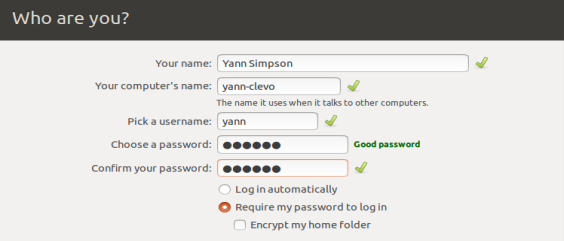 Who are you?
Your name: Yann Simpson
Your computer's name: yann-clevo
The name it uses when it talks to other computers.
Pick a username: yann
Choose a password: ●●●●●● Good password
Confirm your password: ●●●●●●
Log in automatically
Require my password to log in
Encrypt my home folder